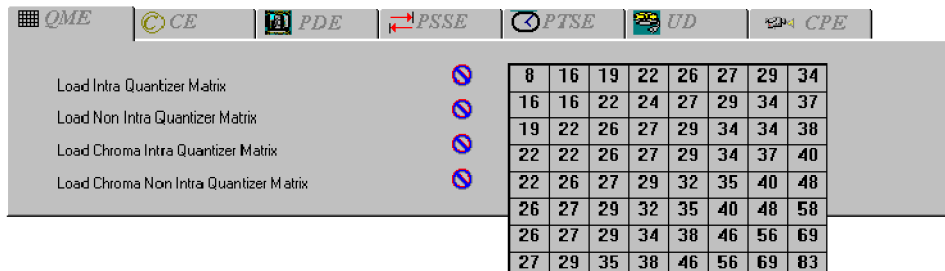 QME CE PDE PSSE PTSE UD CPE
Load Intra Quantizer Matrix
Load Non Intra Quantizer Matrix
Load Chroma Intra Quantizer Matrix
Load Chroma Non Intra Quantizer Matrix
8 16 19 22 26 27 29 34
16 16 22 24 27 29 34 37
19 22 26 27 29 34 34 38
22 22 26 27 29 34 37 40
22 26 27 29 32 35 40 48
26 27 29 32 35 40 48 58
26 27 29 34 38 46 56 69
27 29 35 38 46 56 69 83